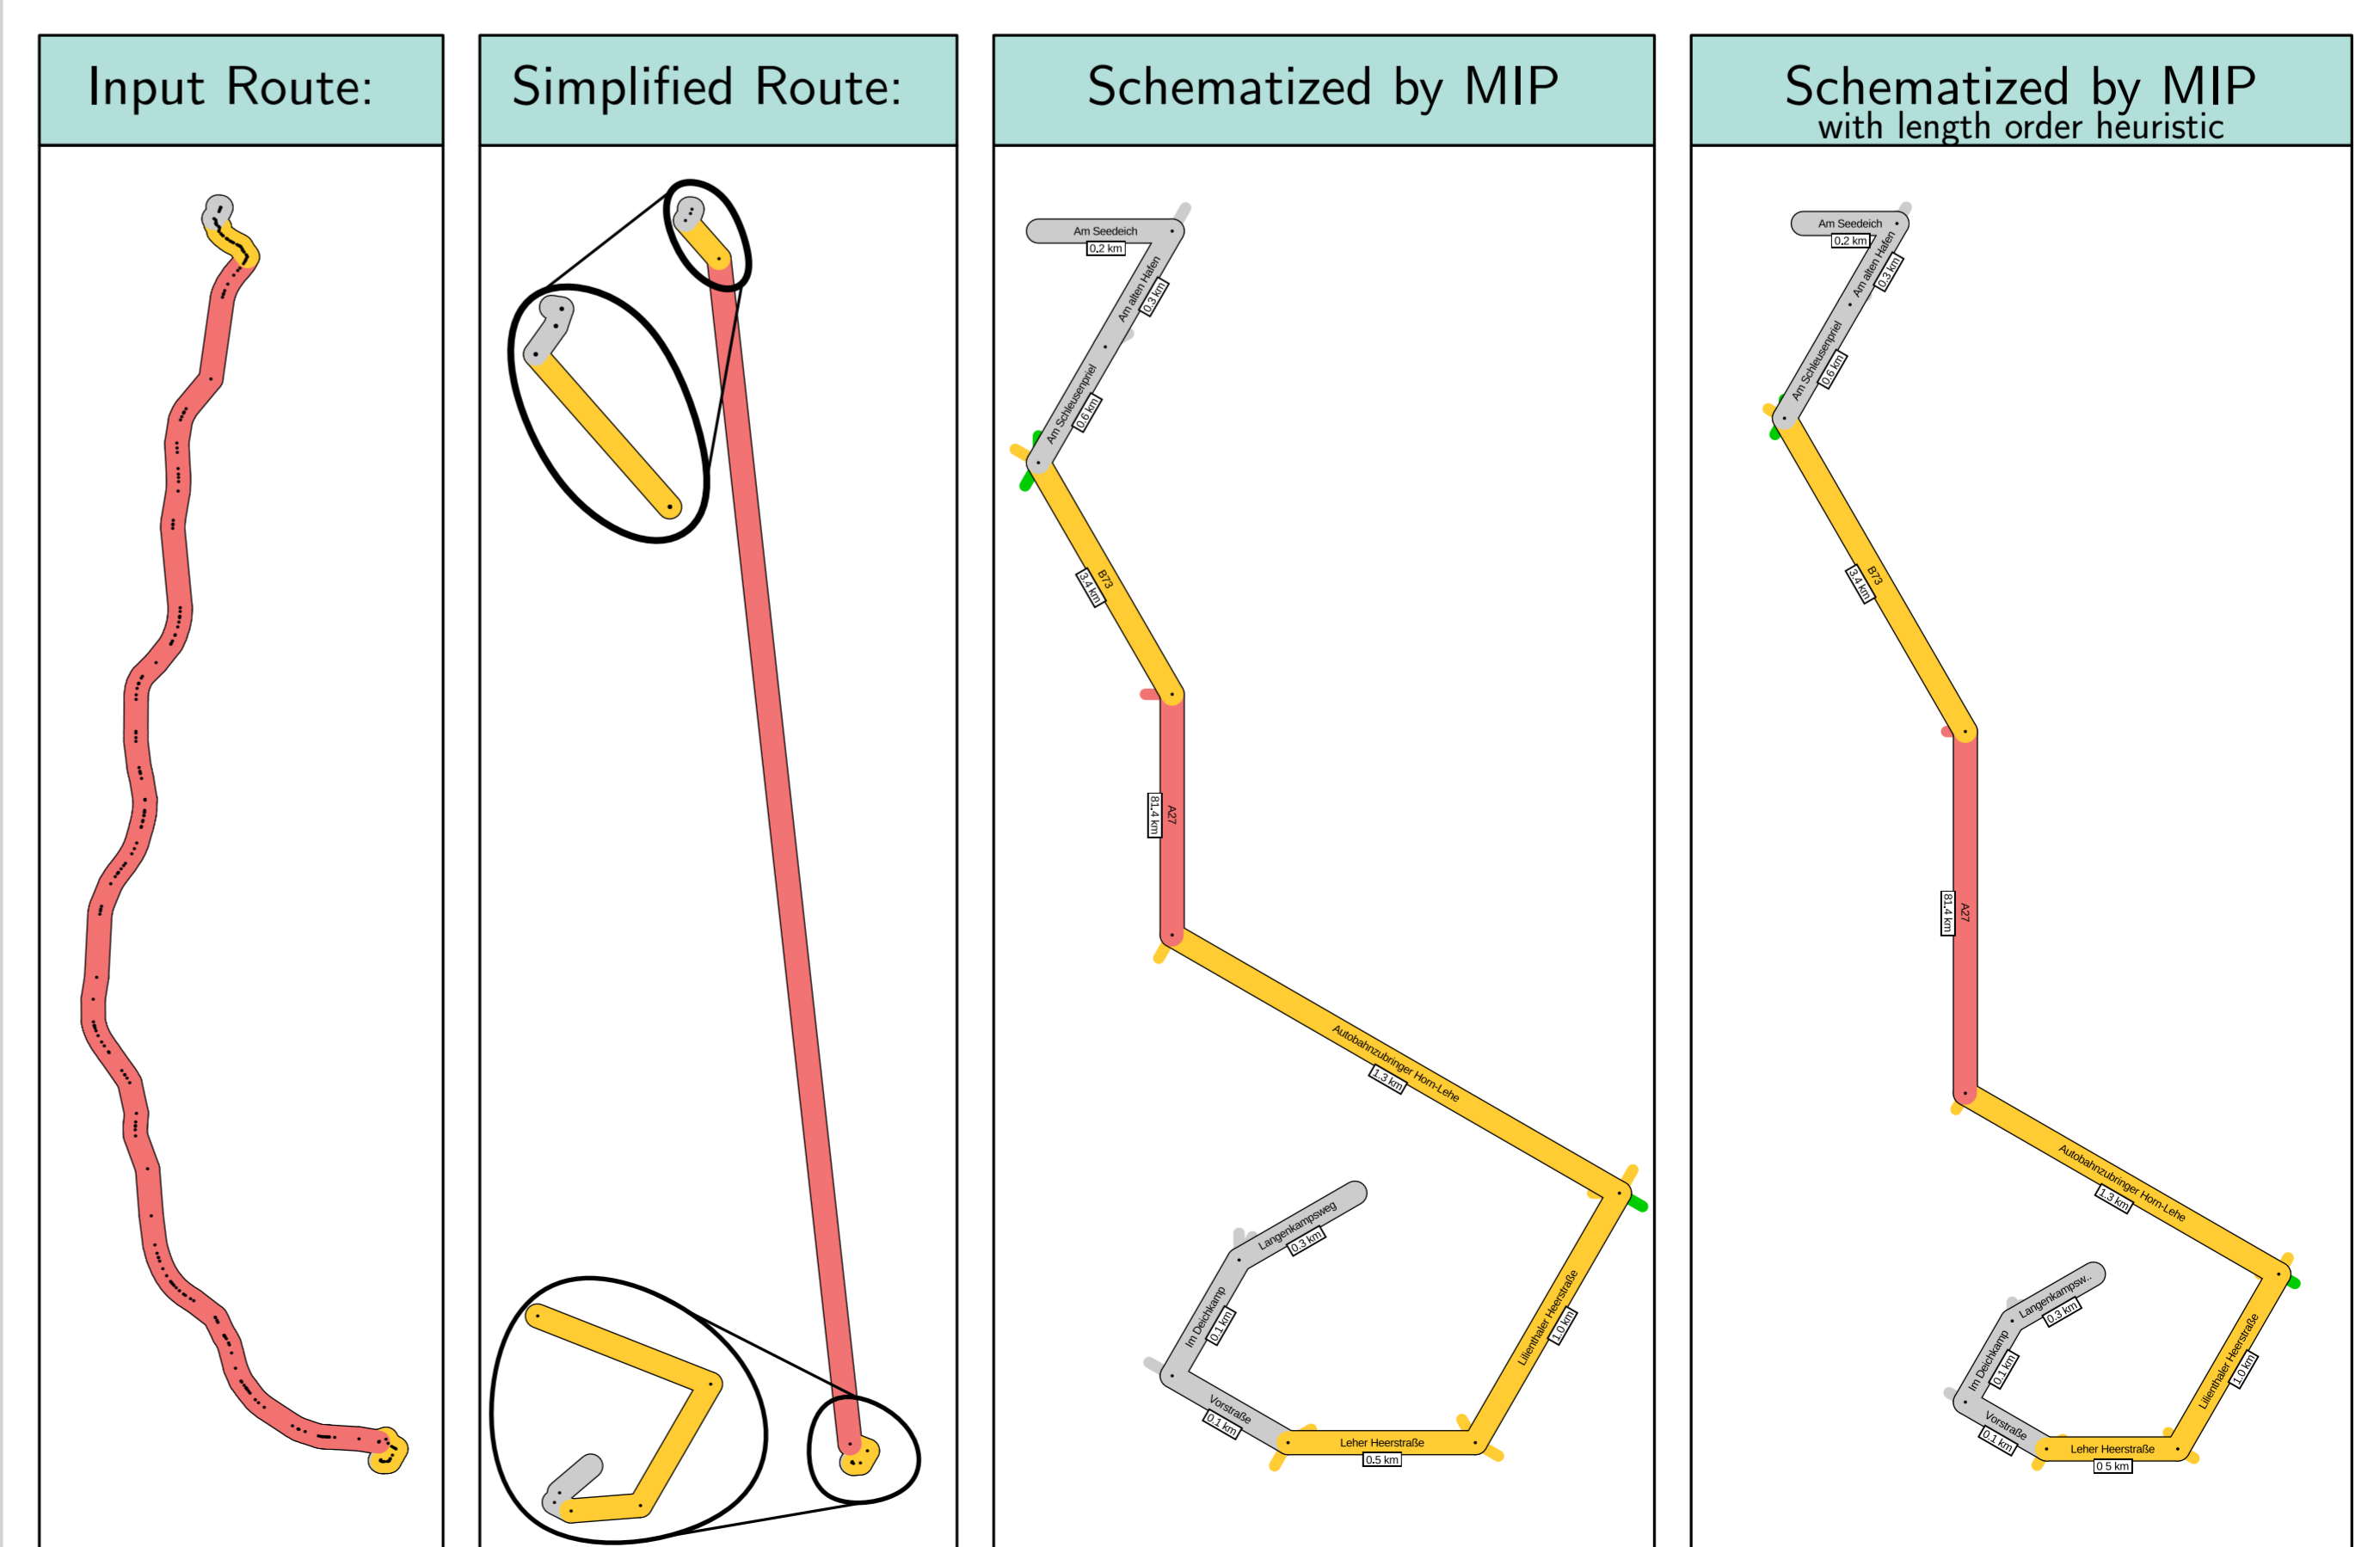 Input Route:
Simplified Route:
Schematized by MIP
Schematized by MIP
with length order heuristic
Am Seedeich
0.2 km
Am alten Hafen
0.3 km
Am Schleusenpriel
0.6 km
B73
3.4 km
A27
81.4 km
Autobahnzubringer Horn-Lehe
1.3 km
Lilienthaler Heerstraße
1.0 km
Leher Heerstraße
0.5 km
Vorstraße
0.1 km
Im Deichkamp
0.1 km
Langenkampsweg
0.3 km
Am Seedeich
0.2 km
Am alten Hafen
0.3 km
Am Schleusenpriel
0.6 km
B73
3.4 km
A27
81.4 km
Autobahnzubringer Horn-Lehe
1.3 km
Lilienthaler Heerstraße
1.0 km
Leher Heerstraße
0 5 km
Vorstraße
0.1 km
Im Deichkamp
0.1 km
Langenkampsw..
0.3 km